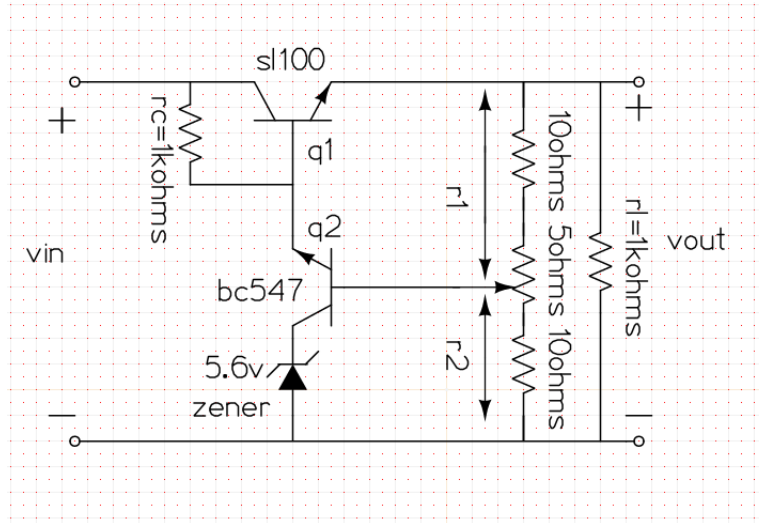 sl100
+
+
rc=1kohms
q1
10ohms
r1
q2
rl=1kohms
vout
vin
5ohms
bc547
r2
10ohms
5.6v
zener
−
−